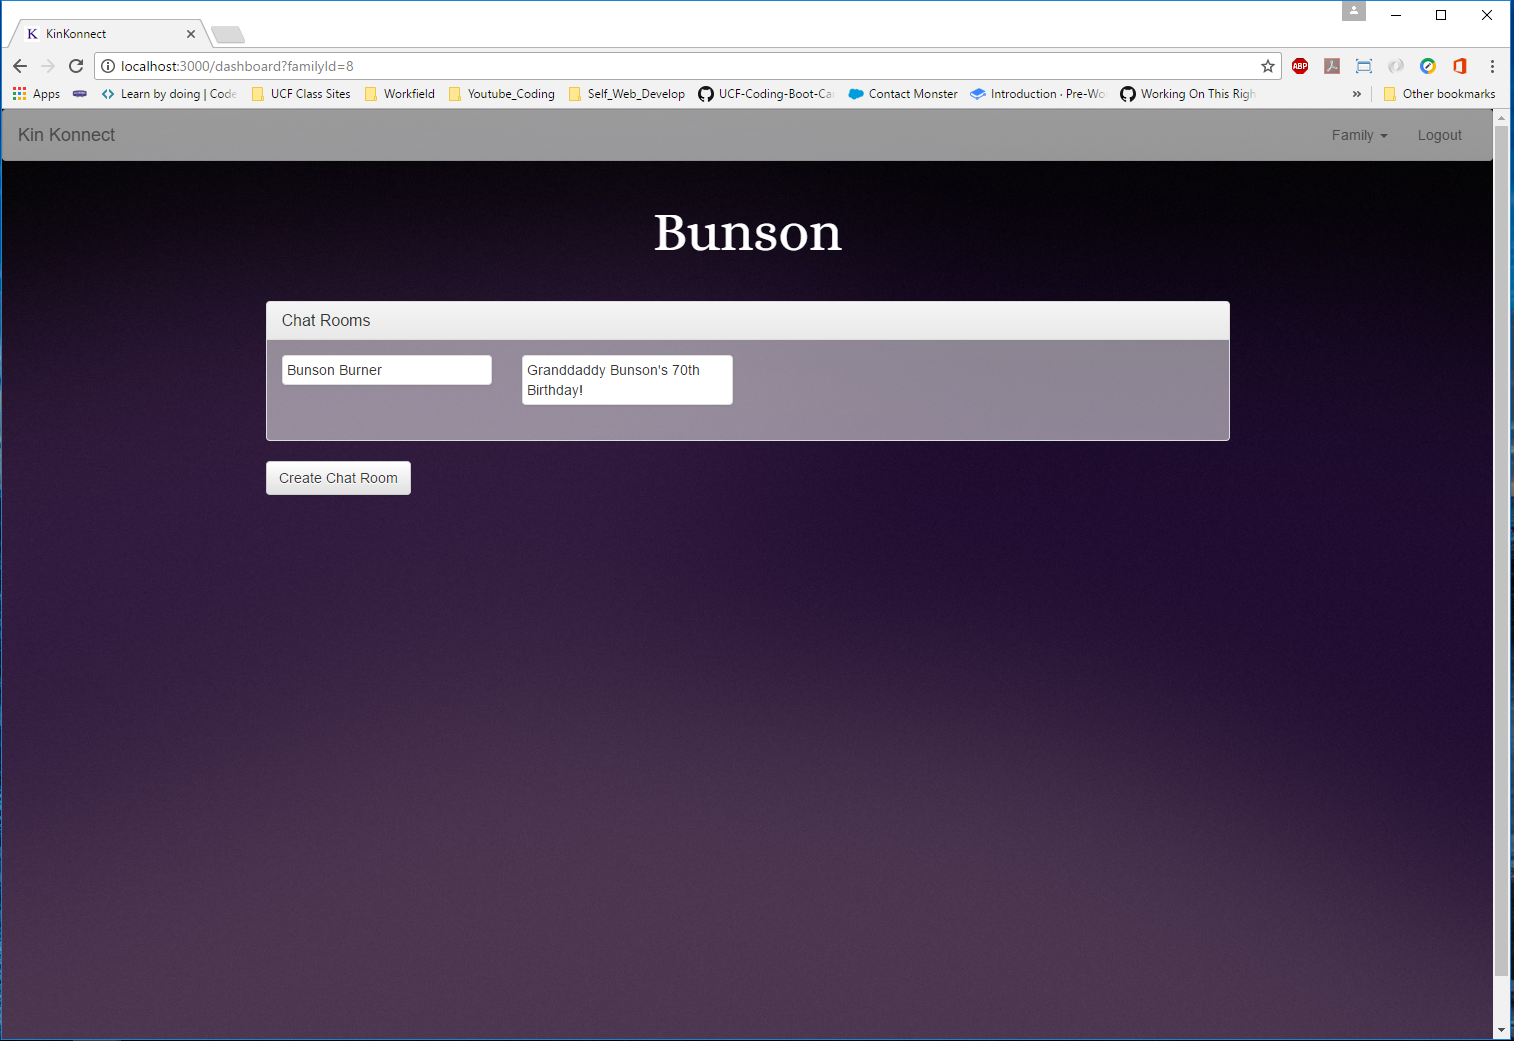 K KinKonnect
localhost:3000/dashboard?familyId=8
ABP
Apps Learn by doing | Code UCF Class Sites Workfield Youtube_Coding Self_Web_Develop UCF-Coding-Boot-Ca Contact Monster Introduction · Pre-Wo Working On This Righ » Other bookmarks
Kin Konnect Family Logout
Bunson
Chat Rooms
Bunson Burner
Granddaddy Bunson's 70th
Birthday!
Create Chat Room